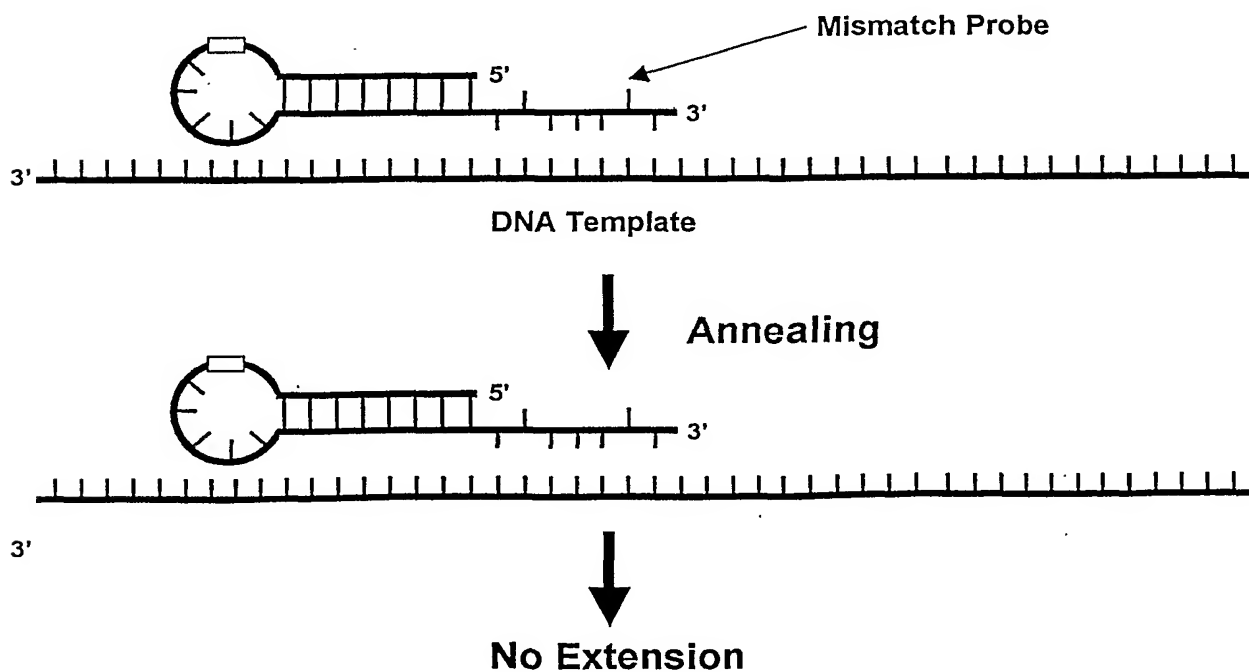 Mismatch Probe
5'
3'
3'
DNA Template
Annealing
5'
3'
3'
No Extension